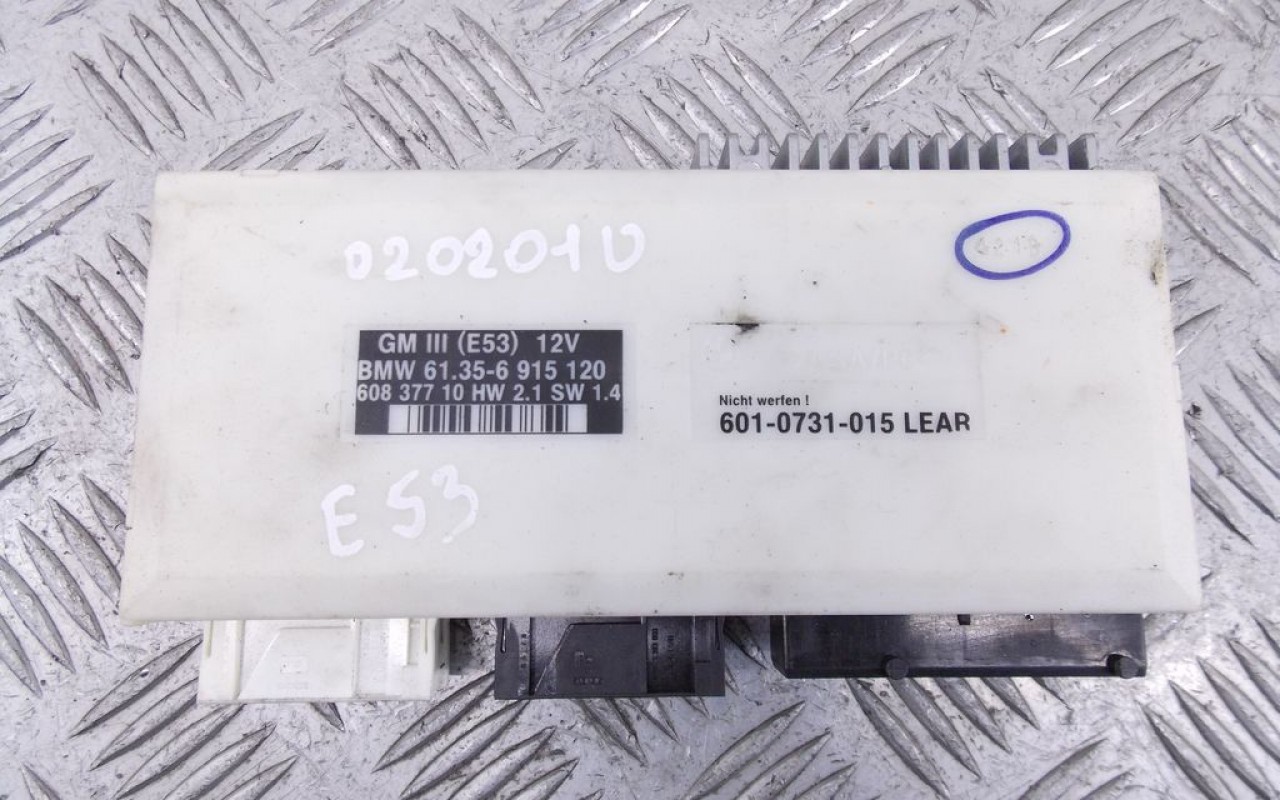 020201U
GM III (E53) 12V
BMW 61.35-6 915 120
608 377 10 HW 2.1 SW 1.4
Nicht werfen !
601-0731-015 LEAR
E53